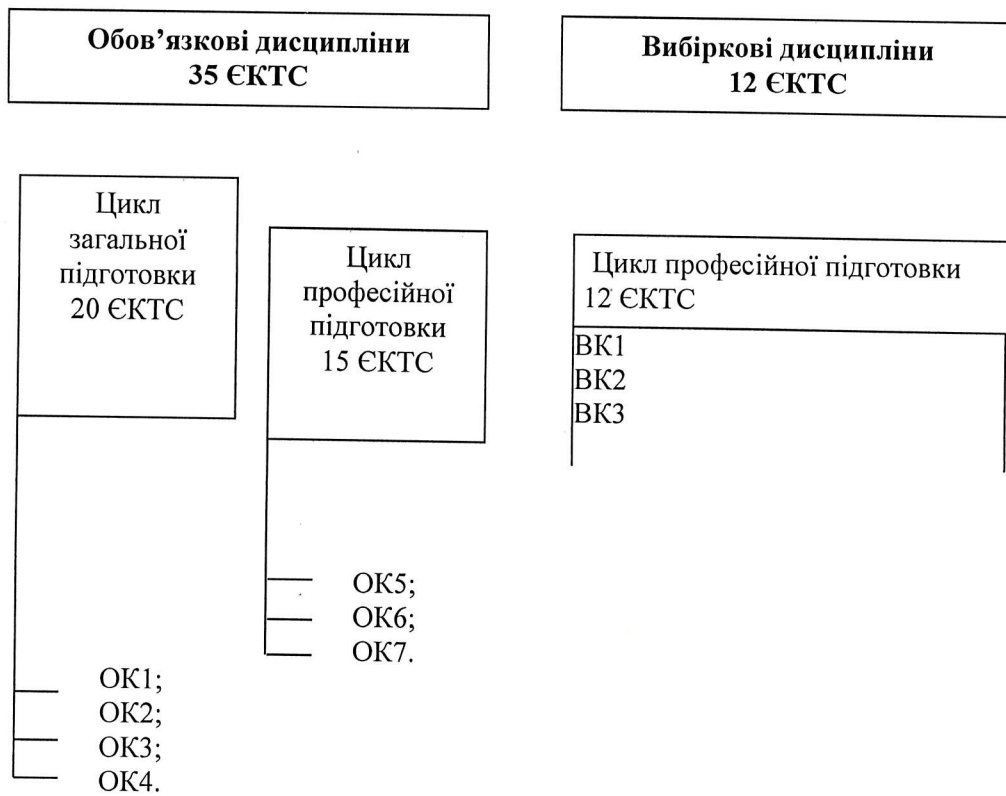 Обов’язкові дисципліни
35 ЄКТС
Вибіркові дисципліни
12 ЄКТС
Цикл
загальної
підготовки
20 ЄКТС
Цикл
професійної
підготовки
15 ЄКТС
Цикл професійної підготовки
12 ЄКТС
ВК1
ВК2
ВК3
ОК5;
ОК6;
ОК7.
ОК1;
ОК2;
ОК3;
ОК4.